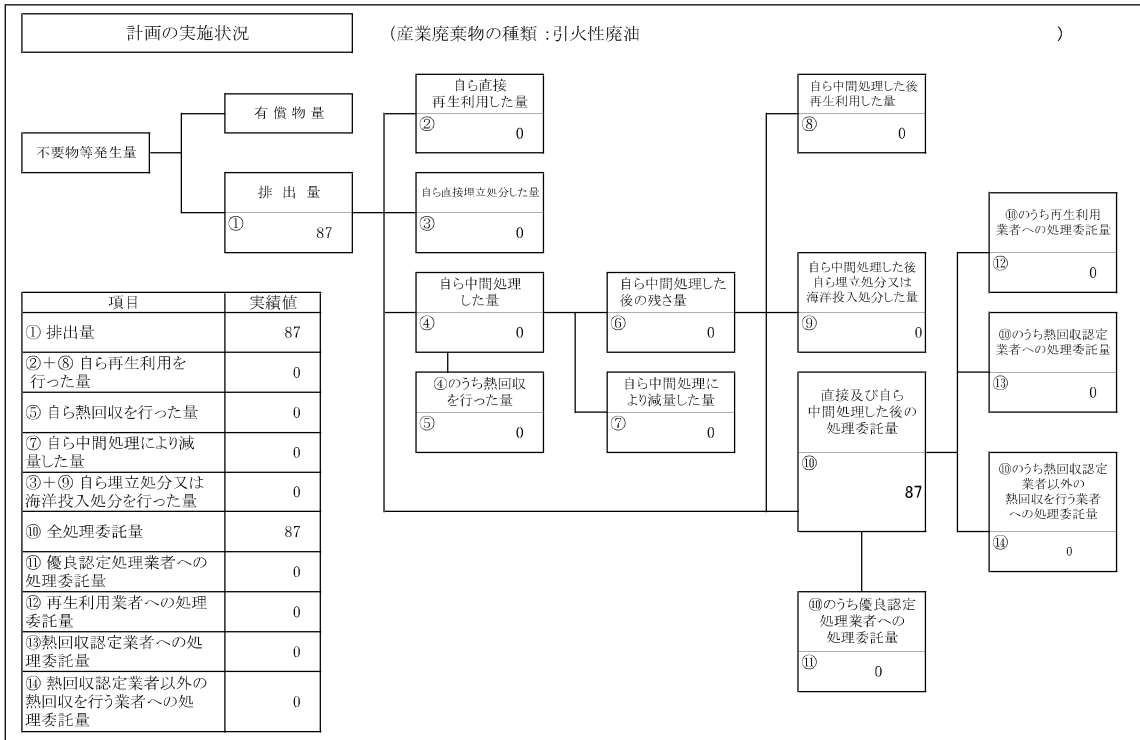 計画の実施状況
（産業廃棄物の種類：引火性廃油　　　　）
不要物等発生量
有償物量
排出量
①
87
自ら直接
再生利用した量
②
0
自ら直接埋立処分した量
③
0
自ら中間処理
した量
④
0
④のうち熱回収
を行った量
⑤
0
自ら中間処理した
後の残さ量
⑥
0
自ら中間処理に
より減量した量
⑦
0
自ら中間処理した後
再生利用した量
⑧
0
自ら中間処理した後
自ら埋立処分又は
海洋投入処分した量
⑨
0
直接及び自ら
中間処理した後の
処理委託量
⑩
87
⑩のうち優良認定
処理業者への
処理委託量
⑪
0
⑩のうち再生利用
業者への処理委託量
⑫
0
⑩のうち熱回収認定
業者への処理委託量
⑬
0
⑩のうち熱回収認定
業者以外の
熱回収を行う業者
への処理委託量
⑭
0
項目 実績値
① 排出量 87
②＋⑧ 自ら再生利用を
行った量 0
⑤ 自ら熱回収を行った量 0
⑦ 自ら中間処理により減
量した量 0
③＋⑨ 自ら埋立処分又は
海洋投入処分を行った量 0
⑩ 全処理委託量 87
⑪ 優良認定処理業者への
処理委託量 0
⑫ 再生利用業者への処理
委託量 0
⑬熱回収認定業者への処
理委託量 0
⑭ 熱回収認定業者以外の
熱回収を行う業者への処
理委託量 0